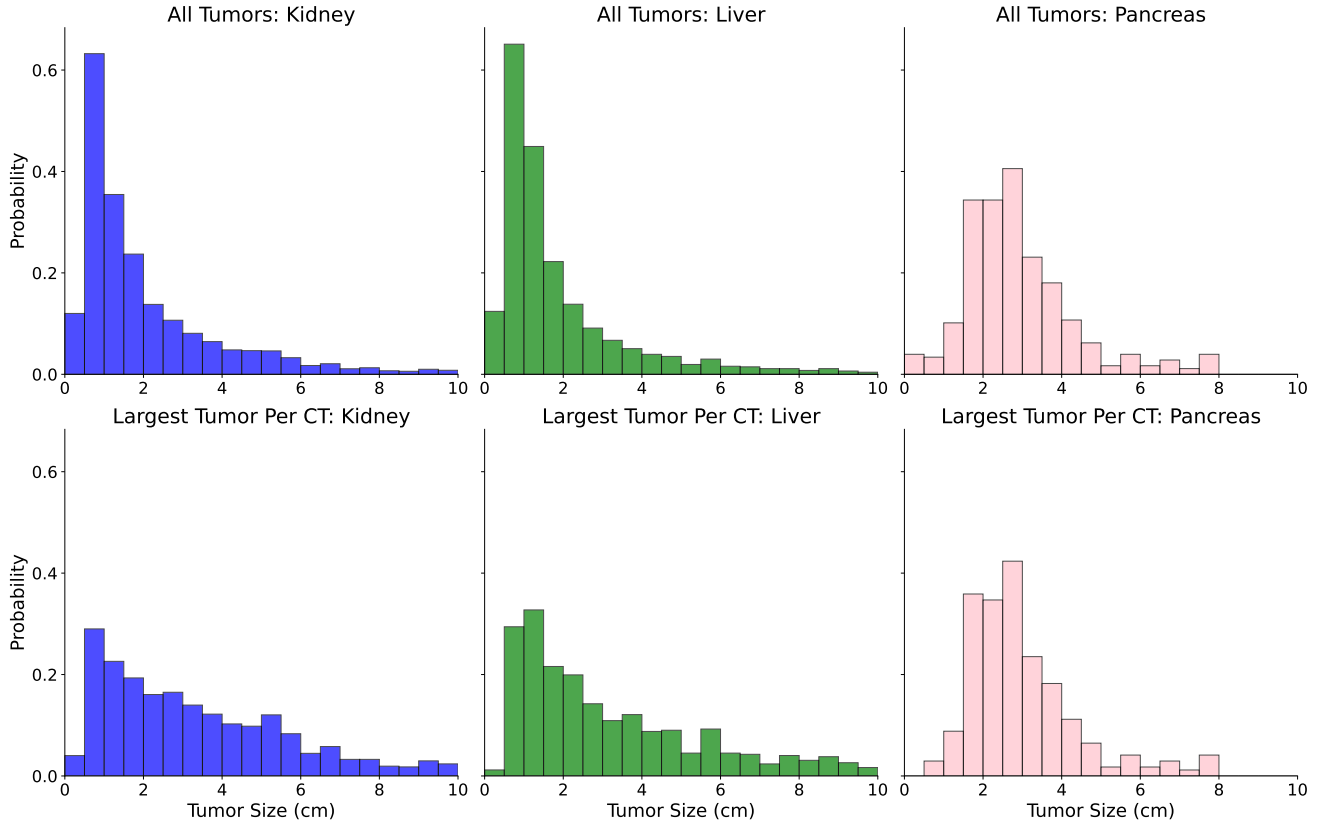 All Tumors: Kidney
All Tumors: Liver
All Tumors: Pancreas
Probability
0.6
0.4
0.2
0.0
0 2 4 6 8 10
0 2 4 6 8 10
0 2 4 6 8 10
Largest Tumor Per CT: Kidney
Largest Tumor Per CT: Liver
Largest Tumor Per CT: Pancreas
Probability
0.6
0.4
0.2
0.0
0 2 4 6 8 10
0 2 4 6 8 10
0 2 4 6 8 10
Tumor Size (cm)
Tumor Size (cm)
Tumor Size (cm)